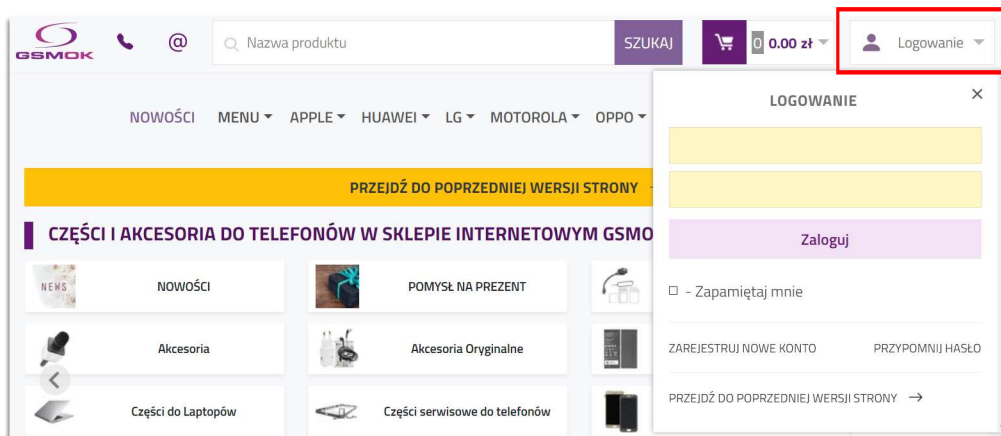 GSMOK
@
Nazwa produktu
SZUKAJ
0 0.00 zł
Logowanie
LOGOWANIE
×
NOWOŚCI MENU APPLE HUAWEI LG MOTOROLA OPPO
PRZEJDŹ DO POPRZEDNIEJ WERSJI STRONY
Zaloguj
CZĘŚCI I AKCESORIA DO TELEFONÓW W SKLEPIE INTERNETOWYM GSMO
NEWS
NOWOŚCI
POMYSŁ NA PREZENT
- Zapamiętaj mnie
Akcesoria
Akcesoria Oryginalne
ZAREJESTRUJ NOWE KONTO PRZYPOMNIJ HASŁO
Części do Laptopów
Części serwisowe do telefonów
PRZEJDŹ DO POPRZEDNIEJ WERSJI STRONY →